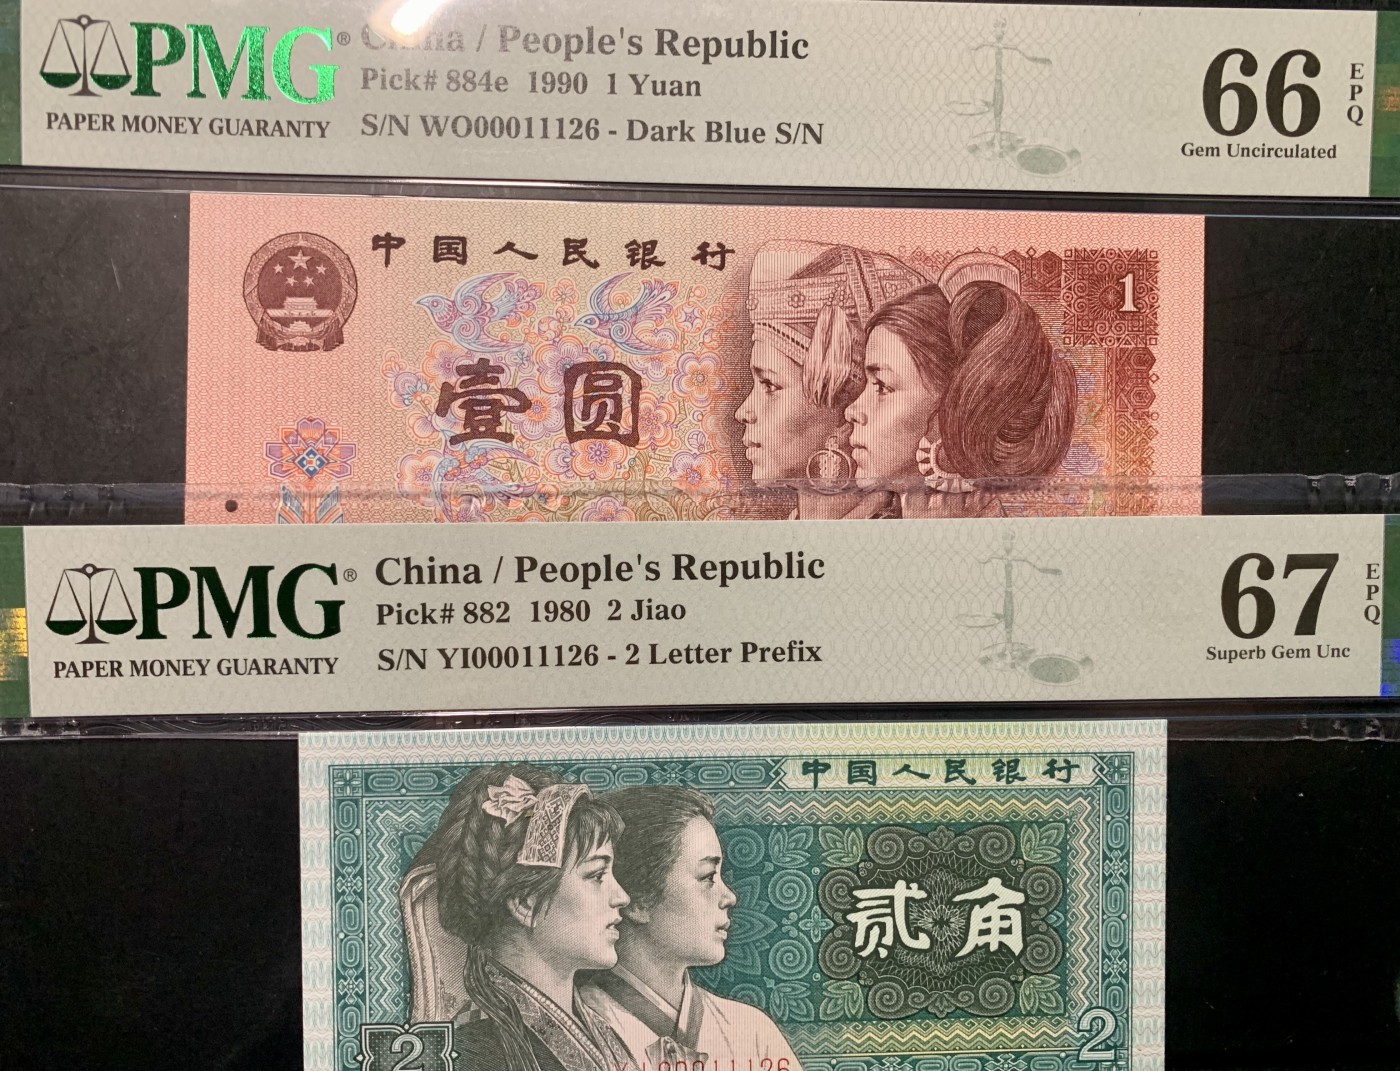 PMG®
PAPER MONEY GUARANTY
China / People's Republic
Pick# 884e 1990 1 Yuan
S/N WO00011126 - Dark Blue S/N
66
EPQ
Gem Uncirculated
中国人民银行
1
壹圆
PMG®
PAPER MONEY GUARANTY
China / People's Republic
Pick# 882 1980 2 Jiao
S/N YI00011126 - 2 Letter Prefix
67
EPQ
Superb Gem Unc
中国人民银行
贰角
2
2
YI00011126